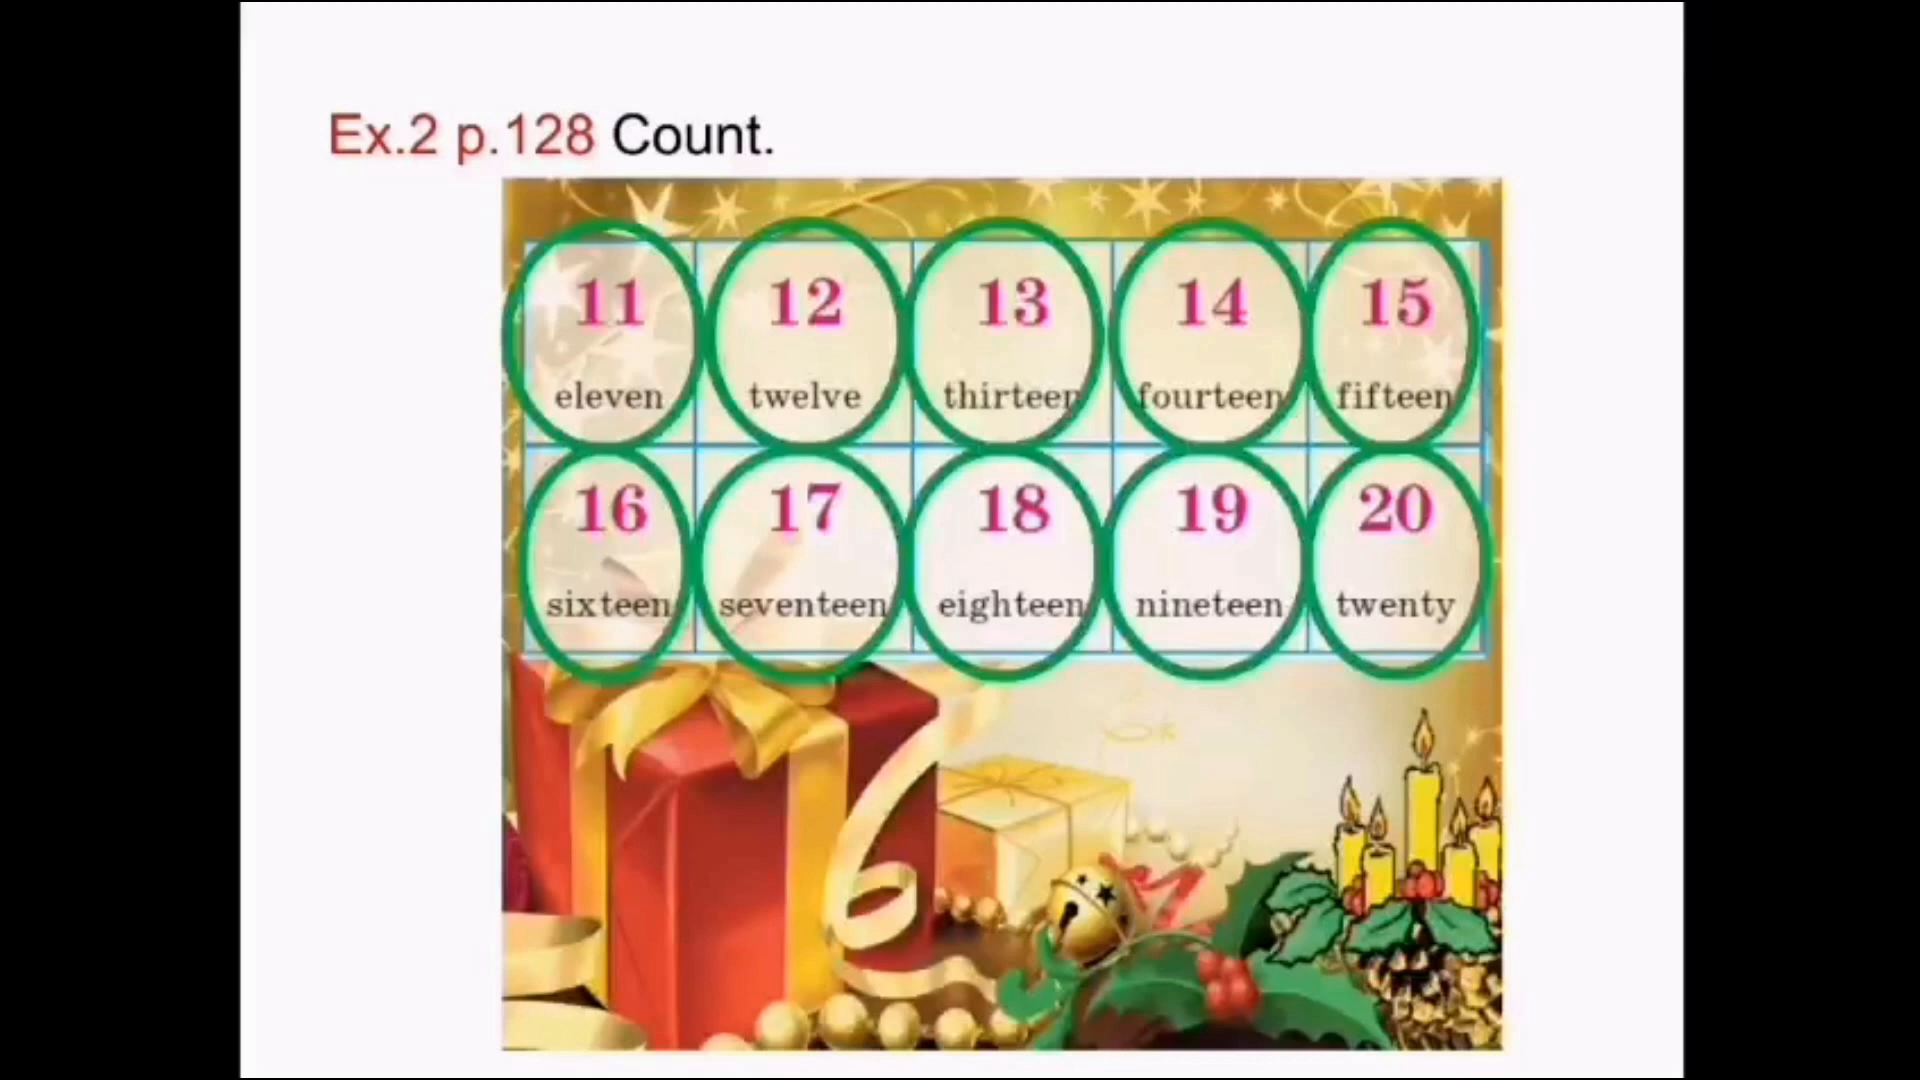 Ex.2 p.128 Count.
11 12 13 14 15
eleven twelve thirteen fourteen fifteen
16 17 18 19 20
sixteen seventeen eighteen nineteen twenty